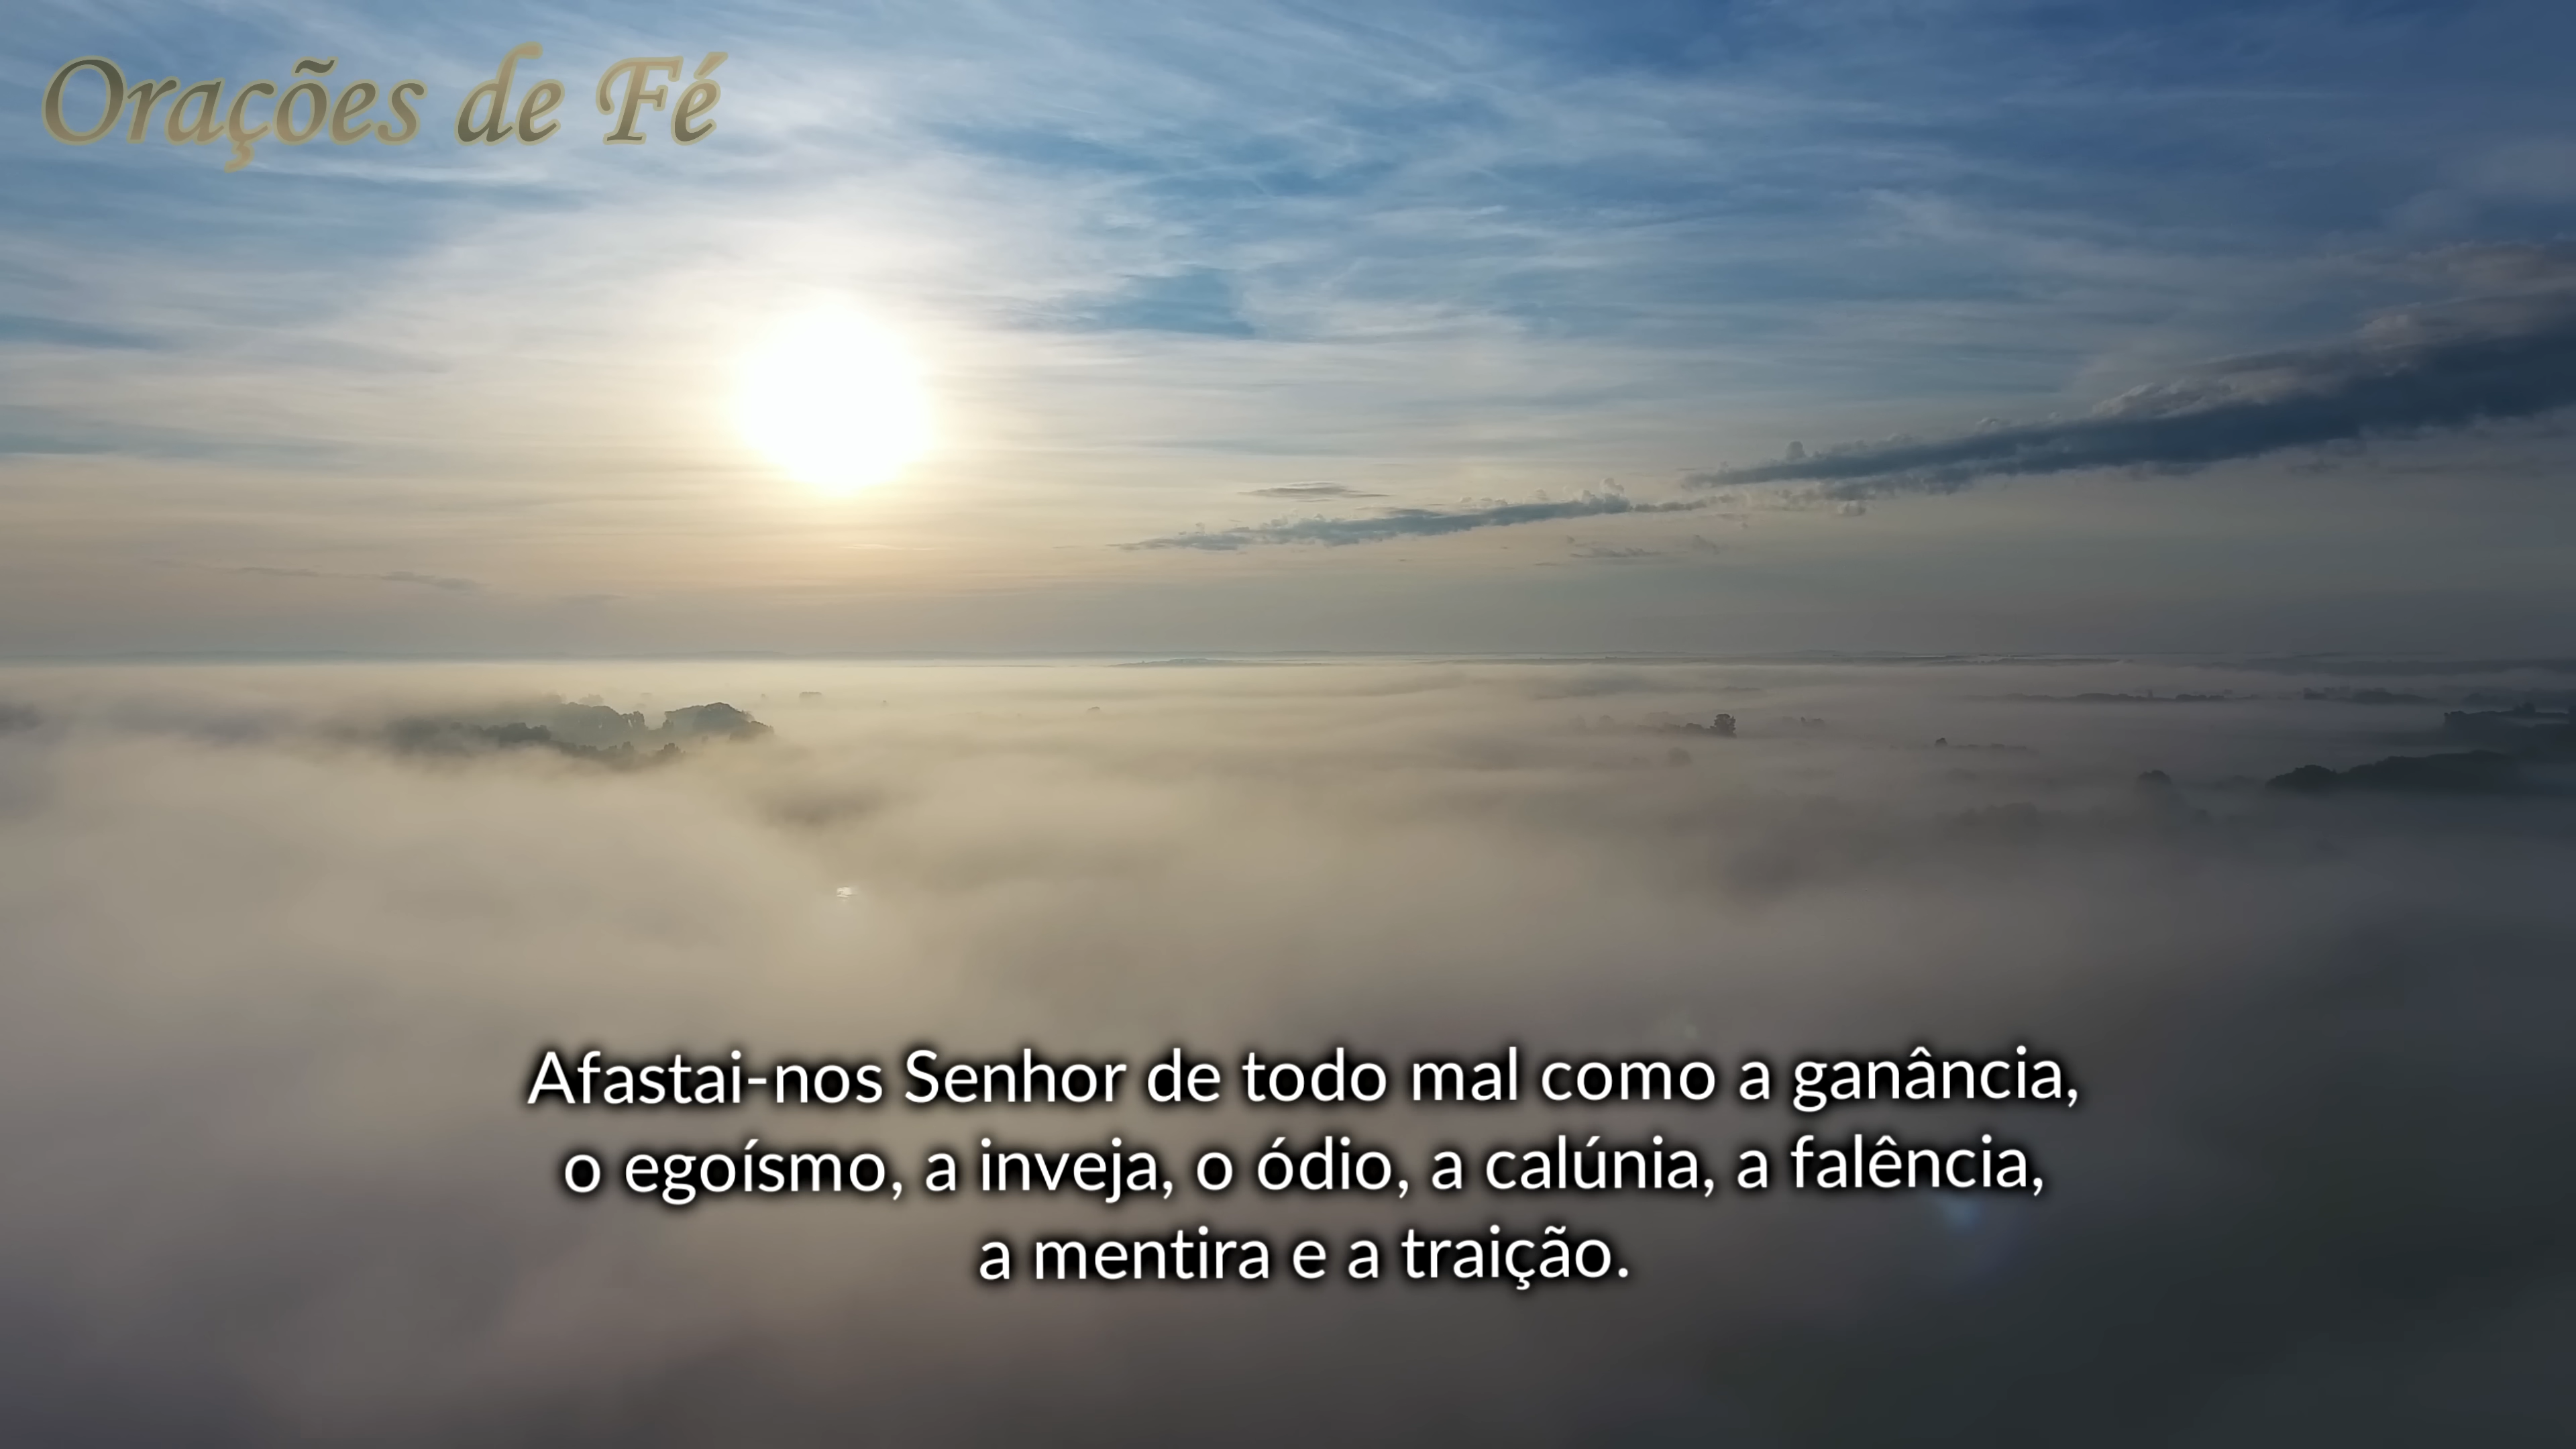 Orações de Fé
Afastai-nos Senhor de todo mal como a ganância,
o egoísmo, a inveja, o ódio, a calúnia, a falência,
a mentira e a traição.